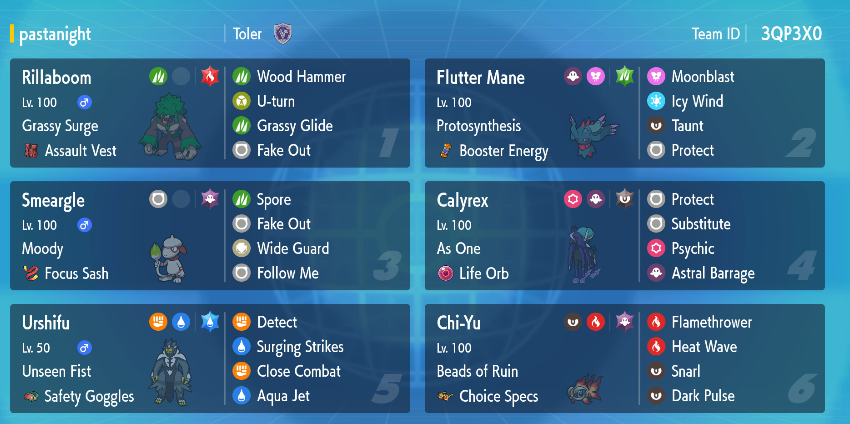 pastanight Toler Team ID 3QP3X0
Rillaboom
Lv. 100
Grassy Surge
Assault Vest
Wood Hammer
U-turn
Grassy Glide
Fake Out
1
Flutter Mane
Lv. 100
Protosynthesis
Booster Energy
Moonblast
Icy Wind
Taunt
Protect
2
Smeargle
Lv. 100
Moody
Focus Sash
Spore
Fake Out
Wide Guard
Follow Me
3
Calyrex
Lv. 100
As One
Life Orb
Protect
Substitute
Psychic
Astral Barrage
4
Urshifu
Lv. 50
Unseen Fist
Safety Goggles
Detect
Surging Strikes
Close Combat
Aqua Jet
5
Chi-Yu
Lv. 100
Beads of Ruin
Choice Specs
Flamethrower
Heat Wave
Snarl
Dark Pulse
6